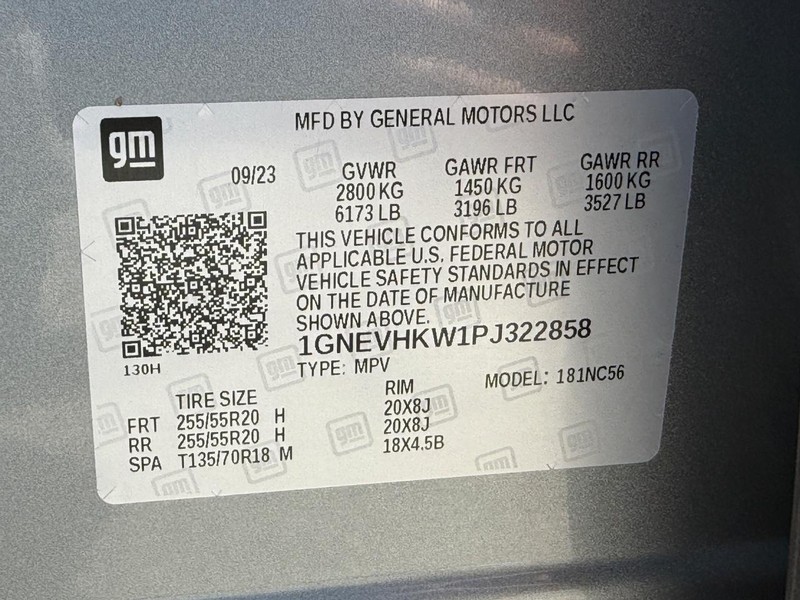 gm
MFD BY GENERAL MOTORS LLC
09/23
GVWR GAWR FRT GAWR RR
2800 KG 1450 KG 1600 KG
6173 LB 3196 LB 3527 LB
THIS VEHICLE CONFORMS TO ALL
APPLICABLE U.S. FEDERAL MOTOR
VEHICLE SAFETY STANDARDS IN EFFECT
ON THE DATE OF MANUFACTURE
SHOWN ABOVE.
1GNEVHKW1PJ322858
130H
TYPE: MPV
MODEL: 181NC56
TIRE SIZE RIM
FRT 255/55R20 H 20X8J
RR 255/55R20 H 20X8J
SPA T135/70R18 M 18X4.5B